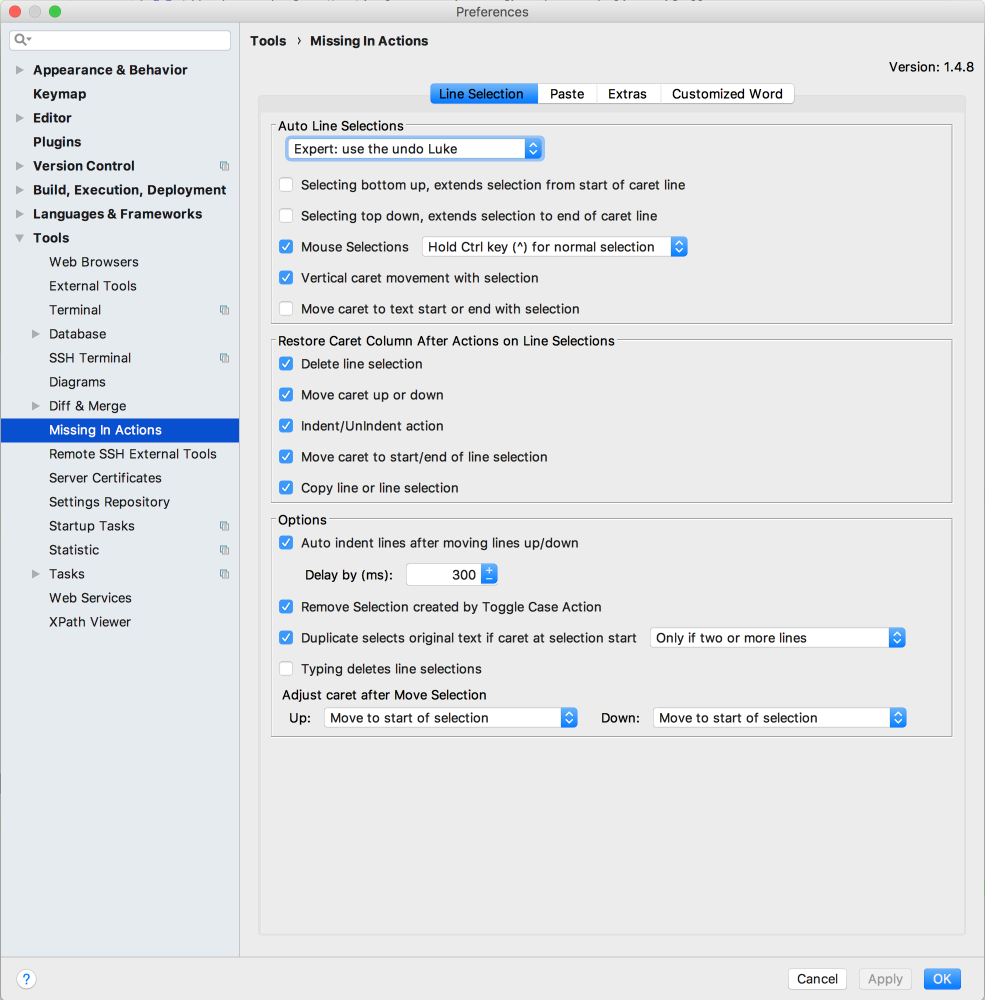 Preferences
Tools › Missing In Actions
Version: 1.4.8
Appearance & Behavior
Keymap
Editor
Plugins
Version Control
Build, Execution, Deployment
Languages & Frameworks
Tools
Web Browsers
External Tools
Terminal
Database
SSH Terminal
Diagrams
Diff & Merge
Missing In Actions
Remote SSH External Tools
Server Certificates
Settings Repository
Startup Tasks
Statistic
Tasks
Web Services
XPath Viewer
Line Selection Paste Extras Customized Word
Auto Line Selections
Expert: use the undo Luke
Selecting bottom up, extends selection from start of caret line
Selecting top down, extends selection to end of caret line
Mouse Selections Hold Ctrl key (^) for normal selection
Vertical caret movement with selection
Move caret to text start or end with selection
Restore Caret Column After Actions on Line Selections
Delete line selection
Move caret up or down
Indent/UnIndent action
Move caret to start/end of line selection
Copy line or line selection
Options
Auto indent lines after moving lines up/down
Delay by (ms): 300
Remove Selection created by Toggle Case Action
Duplicate selects original text if caret at selection start Only if two or more lines
Typing deletes line selections
Adjust caret after Move Selection
Up: Move to start of selection Down: Move to start of selection
? Cancel Apply OK